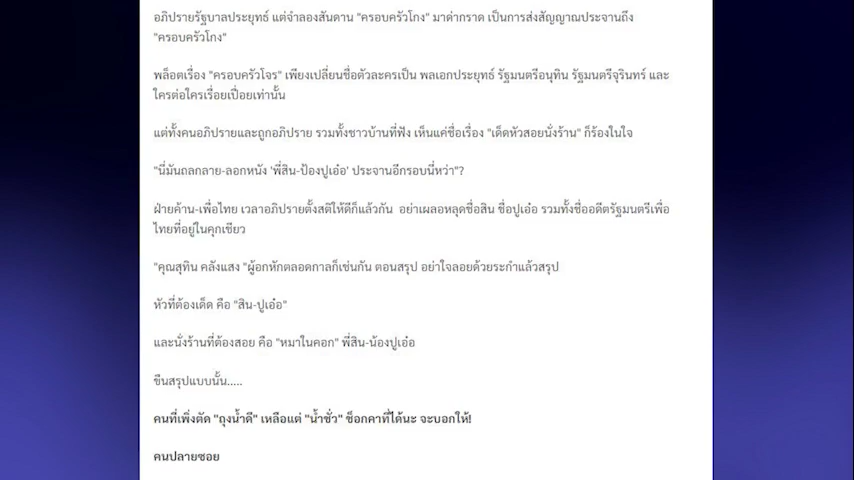 อภิปรายรัฐบาลประยุทธ์ แต่จำลองสันดาน "ครอบครัวโกง" มาด่ากราด เป็นการส่งสัญญาณประจานถึง
"ครอบครัวโกง"
พล็อตเรื่อง "ครอบครัวโจร" เพียงเปลี่ยนชื่อตัวละครเป็น พลเอกประยุทธ์ รัฐมนตรีอนุทิน รัฐมนตรีจุรินทร์ และ
ใครต่อใครเรื่อยเปื่อยเท่านั้น
แต่ทั้งคนอภิปรายและถูกอภิปราย รวมทั้งชาวบ้านที่ฟัง เห็นแค่ชื่อเรื่อง "เด็ดหัวสอยนั่งร้าน" ก็ร้องในใจ
"นี่มันถลกลาย-ลอกหนัง 'พี่สิน-ป้องปูเอ๋อ' ประจานอีกรอบนี่หว่า"?
ฝ่ายค้าน-เพื่อไทย เวลาอภิปรายตั้งสติให้ดีก็แล้วกัน อย่าเผลอหลุดชื่อสิน ชื่อปูเอ๋อ รวมทั้งชื่ออดีตรัฐมนตรีเพื่อ
ไทยที่อยู่ในคุกเชียว
"คุณสุทิน คลังแสง "ผู้อกหักตลอดกาลก็เช่นกัน ตอนสรุป อย่าใจลอยด้วยระกำแล้วสรุป
หัวที่ต้องเด็ด คือ "สิน-ปูเอ๋อ"
และนั่งร้านที่ต้องสอย คือ "หมาในคอก" พี่สิน-น้องปูเอ๋อ
ขืนสรุปแบบนั้น.....
คนที่เพิ่งตัด "ถุงน้ำดี" เหลือแต่ "น้ำชั่ว" ช็อกคาที่ได้นะ จะบอกให้!
คนปลายซอย